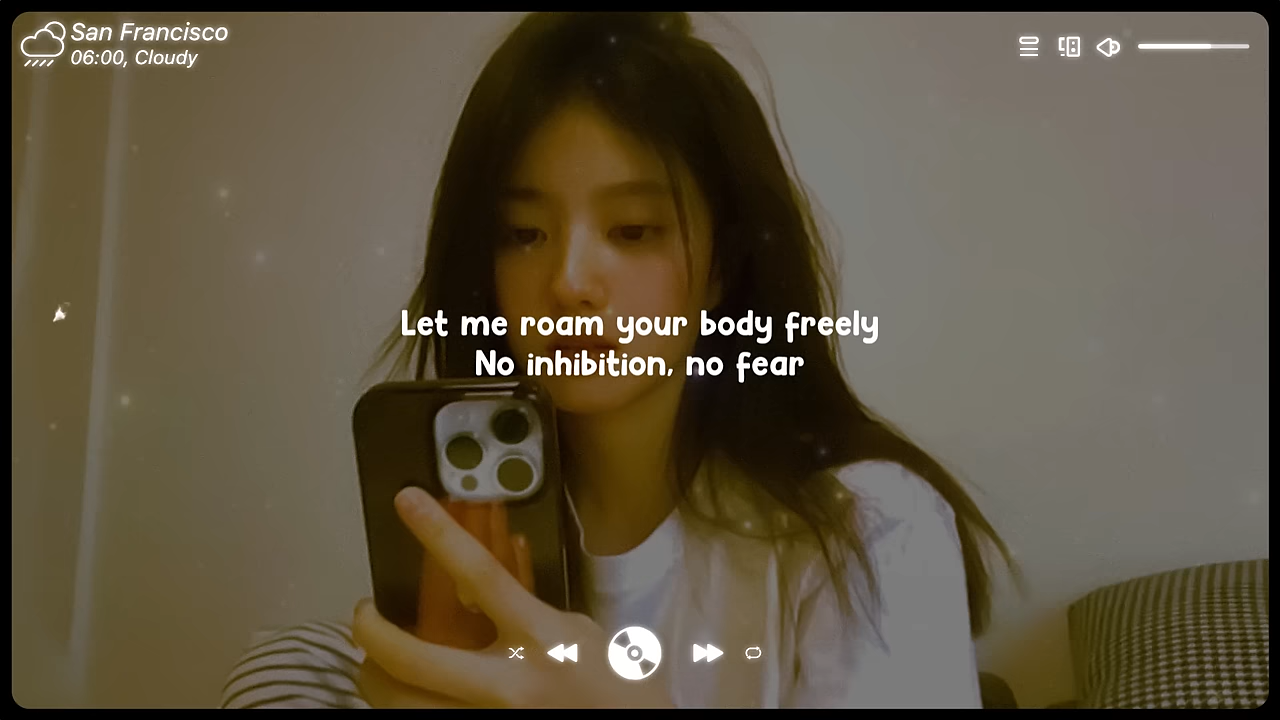 San Francisco
06:00, Cloudy
Let me roam your body freely
No inhibition, no fear